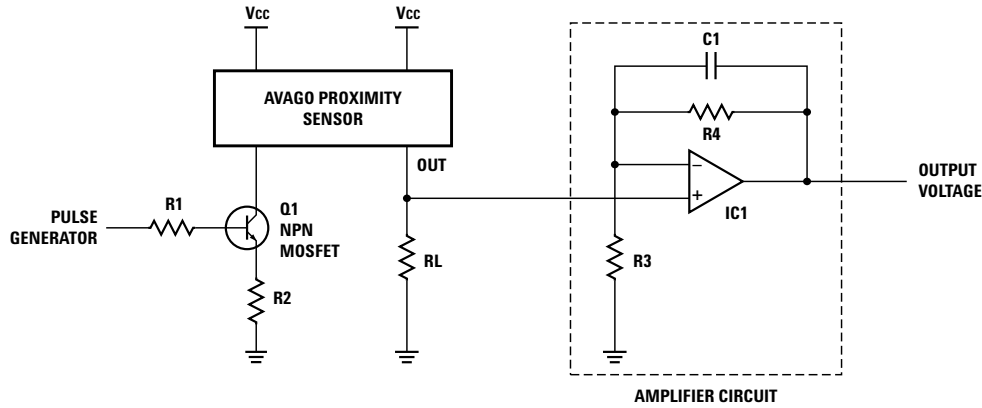 VCC
VCC
AVAGO PROXIMITY
SENSOR
OUT
PULSE
GENERATOR
R1
Q1
NPN
MOSFET
R2
RL
C1
R4
−
+
IC1
R3
OUTPUT
VOLTAGE
AMPLIFIER CIRCUIT